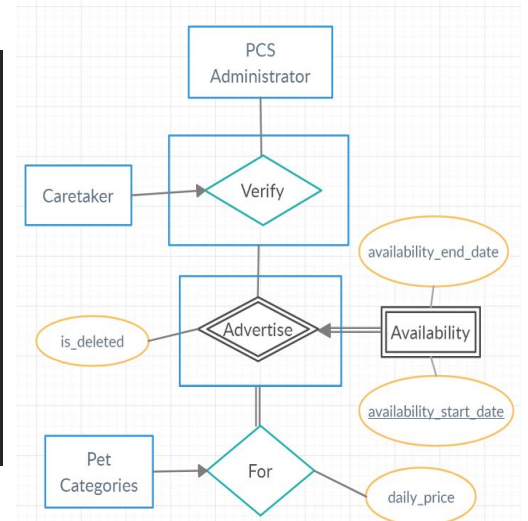 PCS
Administrator
Caretaker
Verify
availability_end_date
is_deleted
Advertise
Availability
availability_start_date
Pet
Categories
For
daily_price